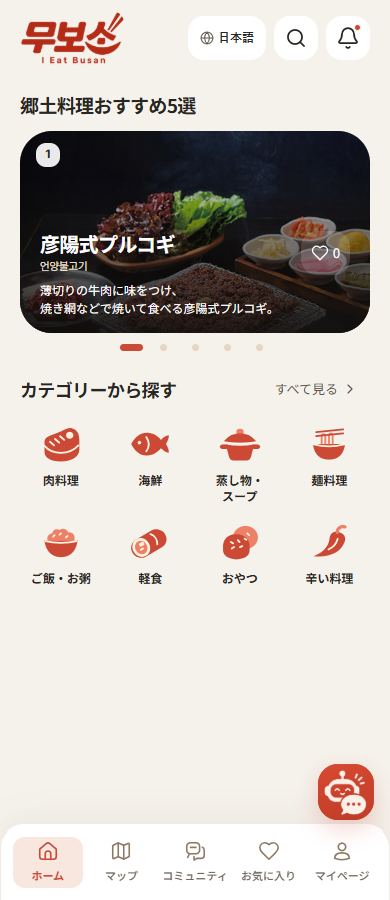 무보쇼
I Eat Busan
日本語
郷土料理おすすめ5選
1
彦陽式プルコギ
언양불고기
0
薄切りの牛肉に味をつけ、
焼き網などで焼いて食べる彦陽式プルコギ。
カテゴリーから探す
すべて見る
肉料理
海鮮
蒸し物・
スープ
麺料理
ご飯・お粥
軽食
おやつ
辛い料理
ホーム
マップ
コミュニティ
お気に入り
マイページ